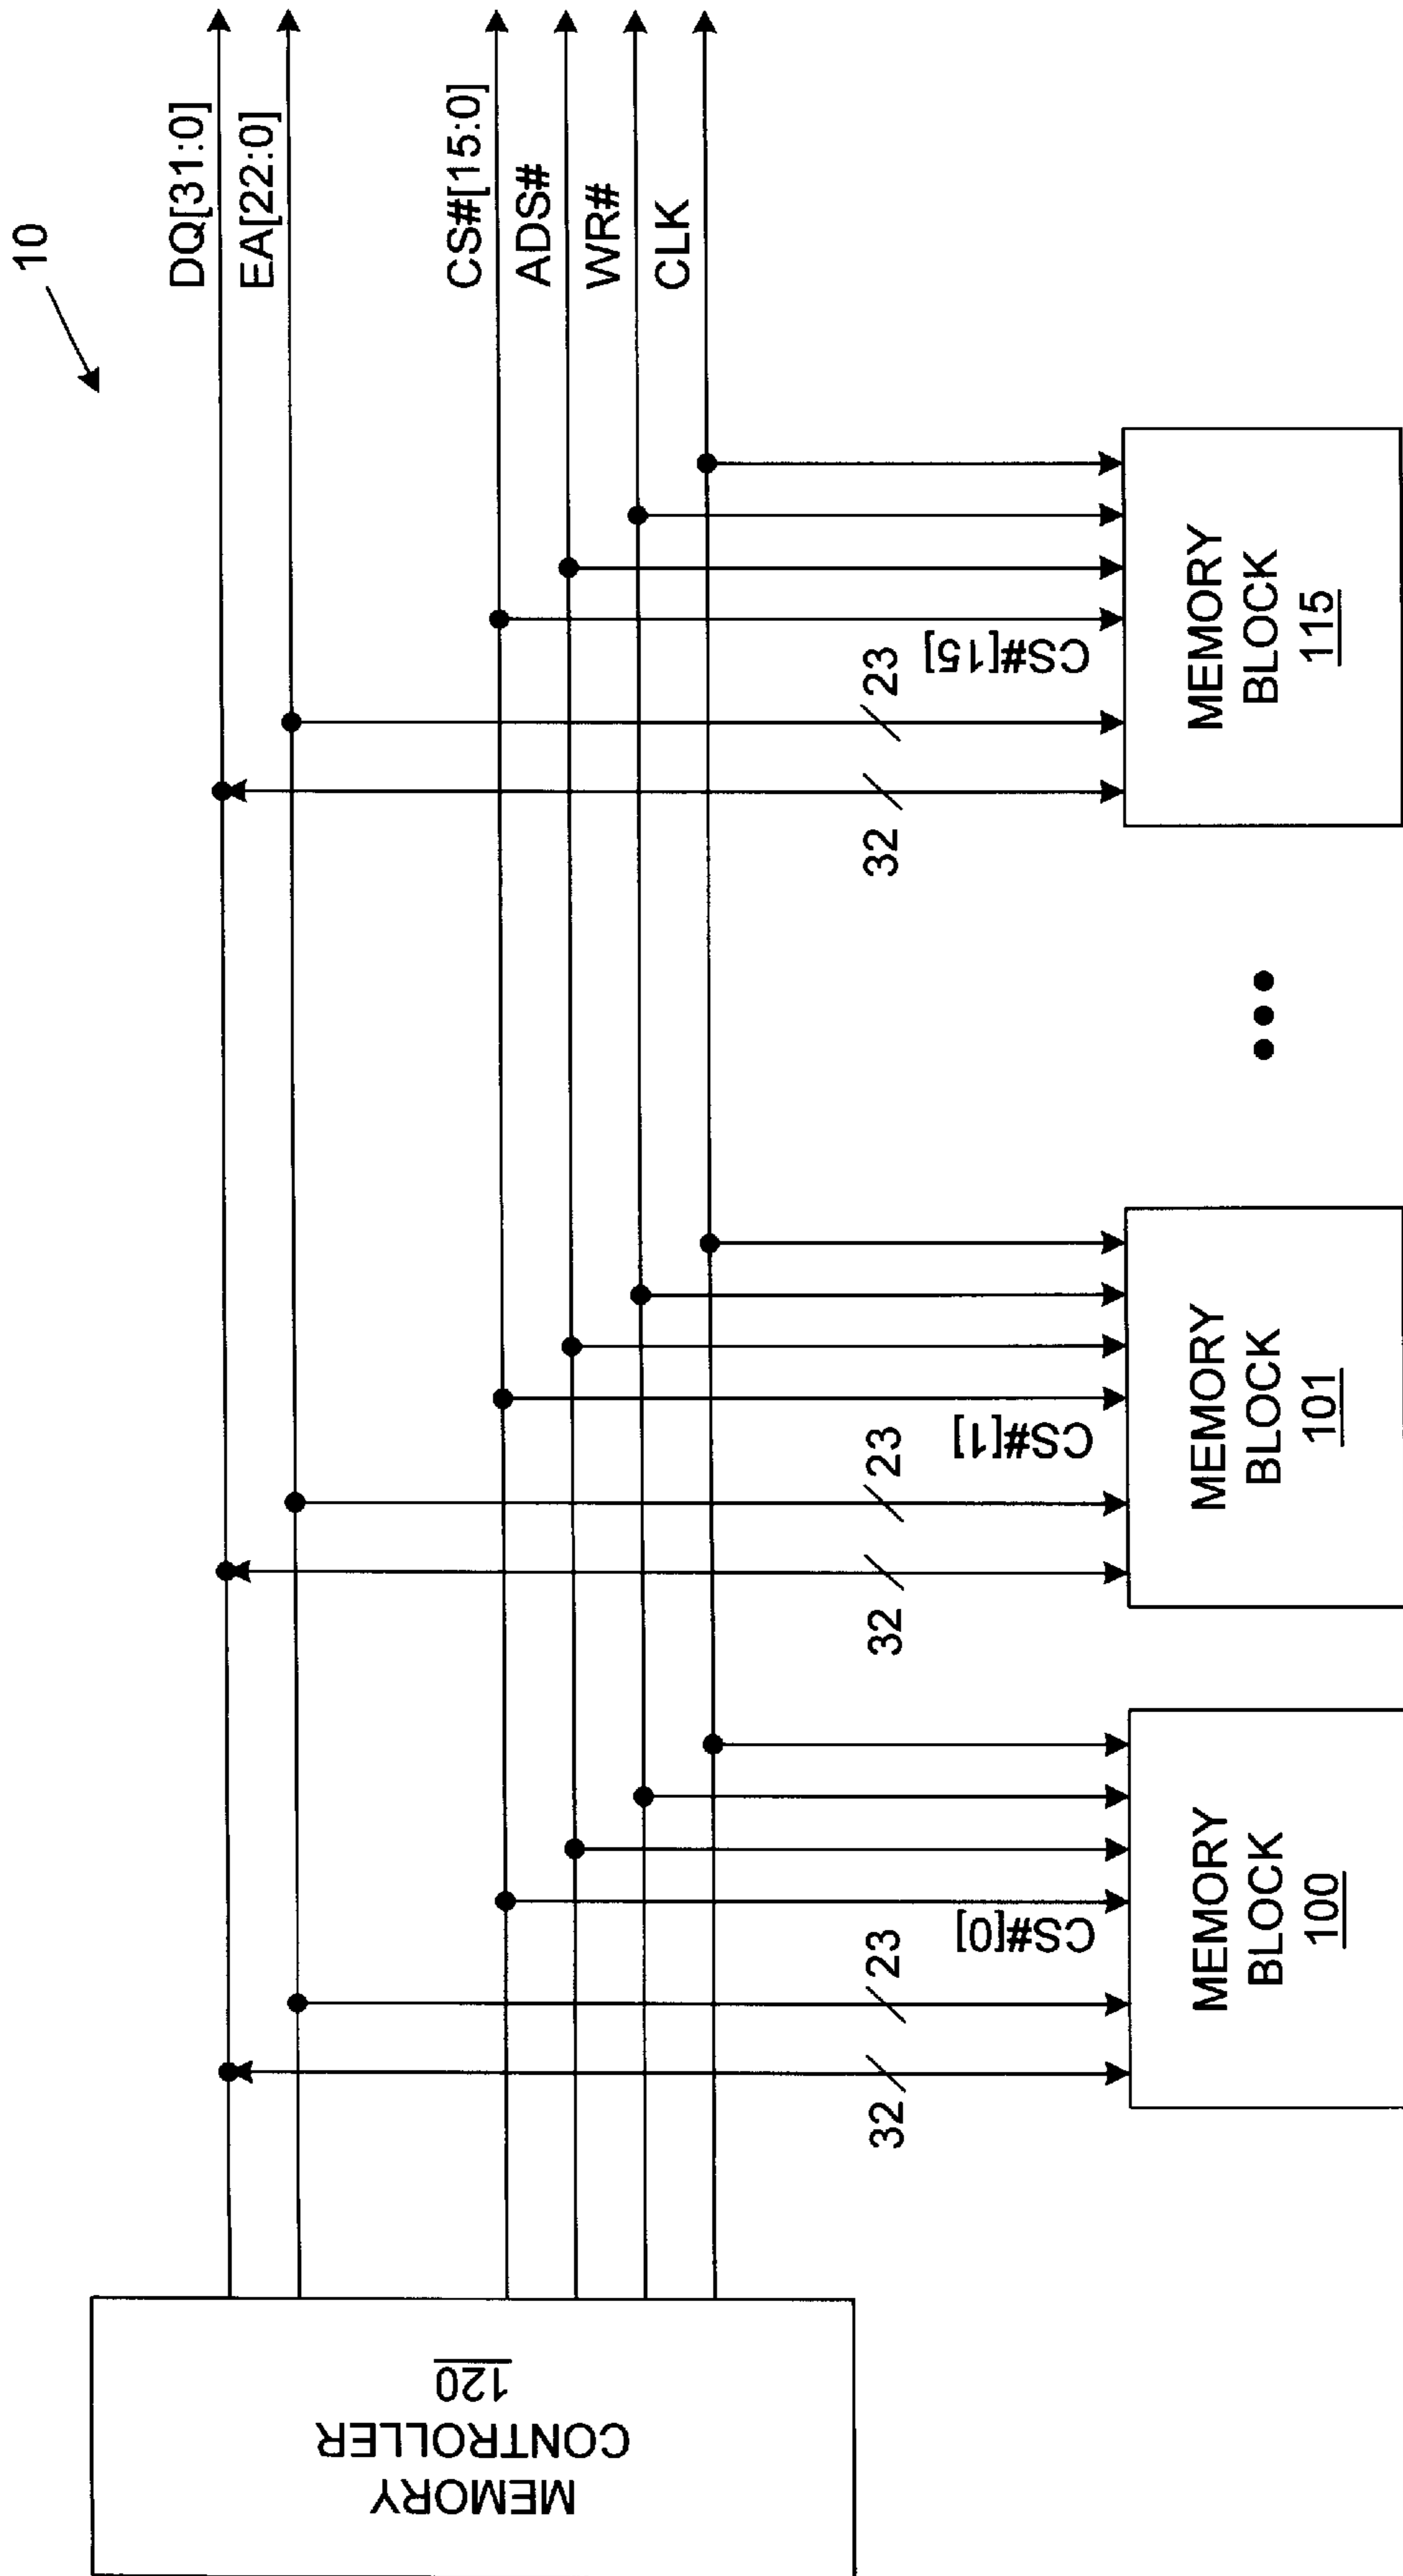 10
DQ[31:0]
EA[22:0]
CS#[15:0]
ADS#
WR#
CLK
MEMORY
CONTROLLER
120
32
23
CS#[0]
32
23
CS#[1]
32
23
CS#[15]
MEMORY
BLOCK
100
MEMORY
BLOCK
101
MEMORY
BLOCK
115